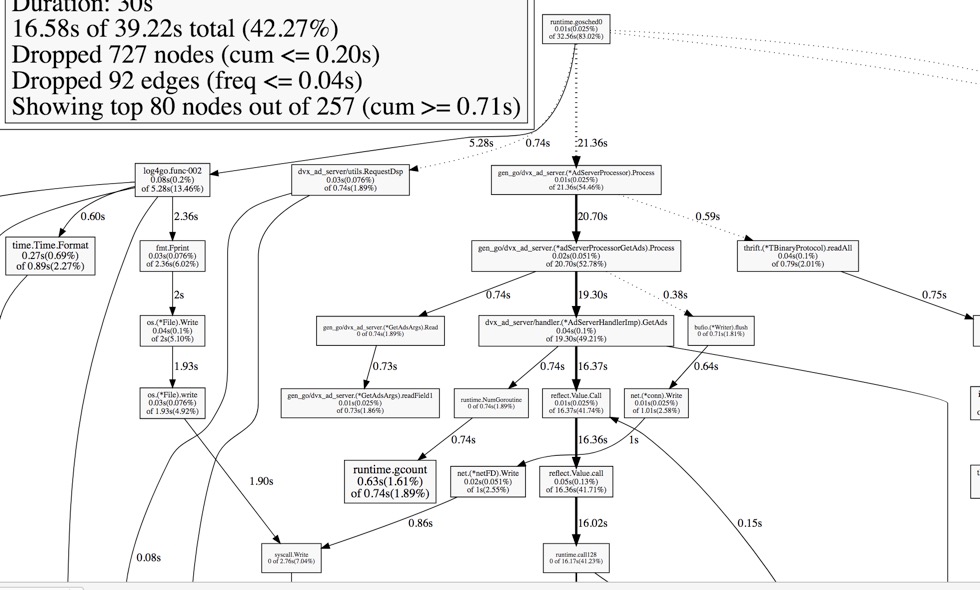 Duration: 30s
16.58s of 39.22s total (42.27%)
Dropped 727 nodes (cum <= 0.20s)
Dropped 92 edges (freq <= 0.04s)
Showing top 80 nodes out of 257 (cum >= 0.71s)
runtime.gosched0
0.01s(0.025%)
of 32.56s(83.02%)
5.28s
0.74s
21.36s
log4go.func·002
0.08s(0.2%)
of 5.28s(13.46%)
dvx_ad_server/utils.RequestDsp
0.03s(0.076%)
of 0.74s(1.89%)
gen_go/dvx_ad_server.(*AdServerProcessor).Process
0.01s(0.025%)
of 21.36s(54.46%)
0.60s
2.36s
20.70s
0.59s
time.Time.Format
0.27s(0.69%)
of 0.89s(2.27%)
fmt.Fprint
0.03s(0.076%)
of 2.36s(6.02%)
gen_go/dvx_ad_server.(*adServerProcessorGetAds).Process
0.02s(0.051%)
of 20.70s(52.78%)
thrift.(*TBinaryProtocol).readAll
0.04s(0.1%)
of 0.79s(2.01%)
2s
0.74s
19.30s
0.38s
0.75s
os.(*File).Write
0.04s(0.1%)
of 2s(5.10%)
gen_go/dvx_ad_server.(*GetAdsArgs).Read
0 of 0.74s(1.89%)
dvx_ad_server/handler.(*AdServerHandlerImp).GetAds
0.04s(0.1%)
of 19.30s(49.21%)
bufio.(*Writer).flush
0 of 0.71s(1.81%)
1.93s
0.73s
0.74s
16.37s
0.64s
os.(*File).write
0.03s(0.076%)
of 1.93s(4.92%)
gen_go/dvx_ad_server.(*GetAdsArgs).readField1
0.01s(0.025%)
of 0.73s(1.86%)
runtime.NumGoroutine
0 of 0.74s(1.89%)
reflect.Value.Call
0.01s(0.025%)
of 16.37s(41.74%)
net.(*conn).Write
0.01s(0.025%)
of 1.01s(2.58%)
0.74s
16.36s
1s
1.90s
runtime.gcount
0.63s(1.61%)
of 0.74s(1.89%)
net.(*netFD).Write
0.02s(0.051%)
of 1s(2.55%)
reflect.Value.call
0.05s(0.13%)
of 16.36s(41.71%)
0.86s
16.02s
0.15s
0.08s
syscall.Write
0 of 2.76s(7.04%)
runtime.call128
0 of 16.17s(41.23%)